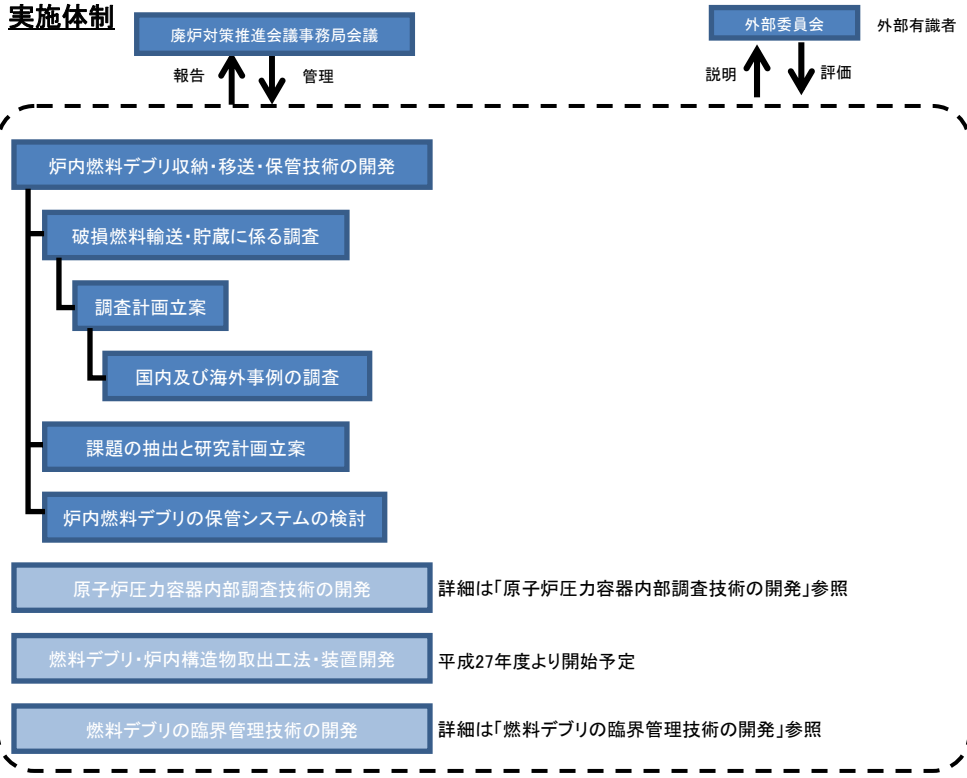 実施体制
廃炉対策推進会議事務局会議
外部委員会
外部有識者
報告
管理
説明
評価
炉内燃料デブリ収納・移送・保管技術の開発
破損燃料輸送・貯蔵に係る調査
調査計画立案
国内及び海外事例の調査
課題の抽出と研究計画立案
炉内燃料デブリの保管システムの検討
原子炉圧力容器内部調査技術の開発
詳細は「原子炉圧力容器内部調査技術の開発」参照
燃料デブリ・炉内構造物取出工法・装置開発
平成27年度より開始予定
燃料デブリの臨界管理技術の開発
詳細は「燃料デブリの臨界管理技術の開発」参照